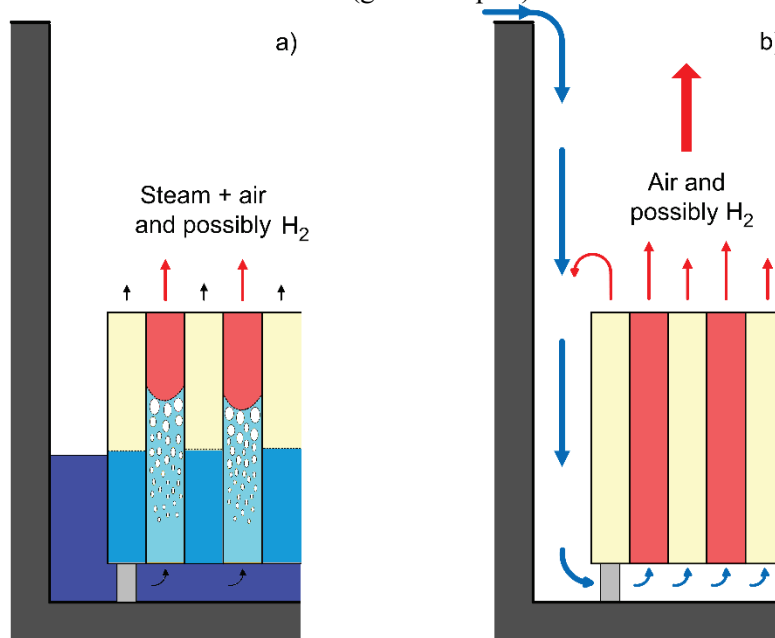 a)
Steam + air
and possibly H2
b)
Air and
possibly H2